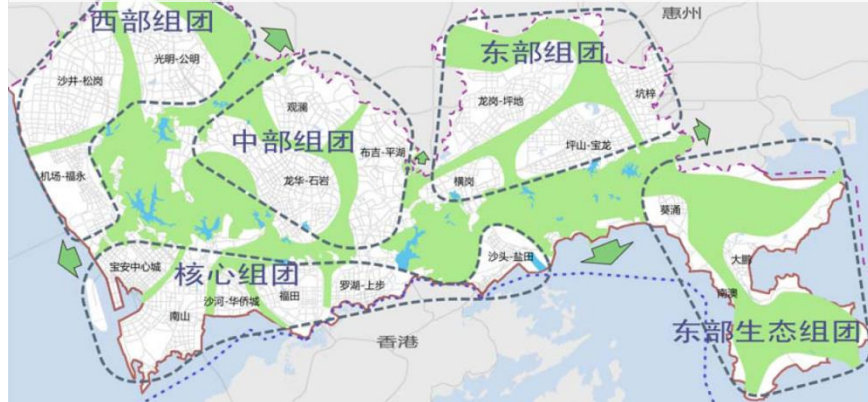 西部组团
惠州
沙井-松岗
光明-公明
东部组团
坑梓
观澜
龙岗-坪地
中部组团
布吉-平湖
坪山-宝龙
机场-福永
龙华-石岩
横岗
葵涌
宝安中心城
核心组团
沙头-盐田
大鹏
沙河-华侨城
福田
罗湖-上步
南澳
南山
东部生态组团
香港